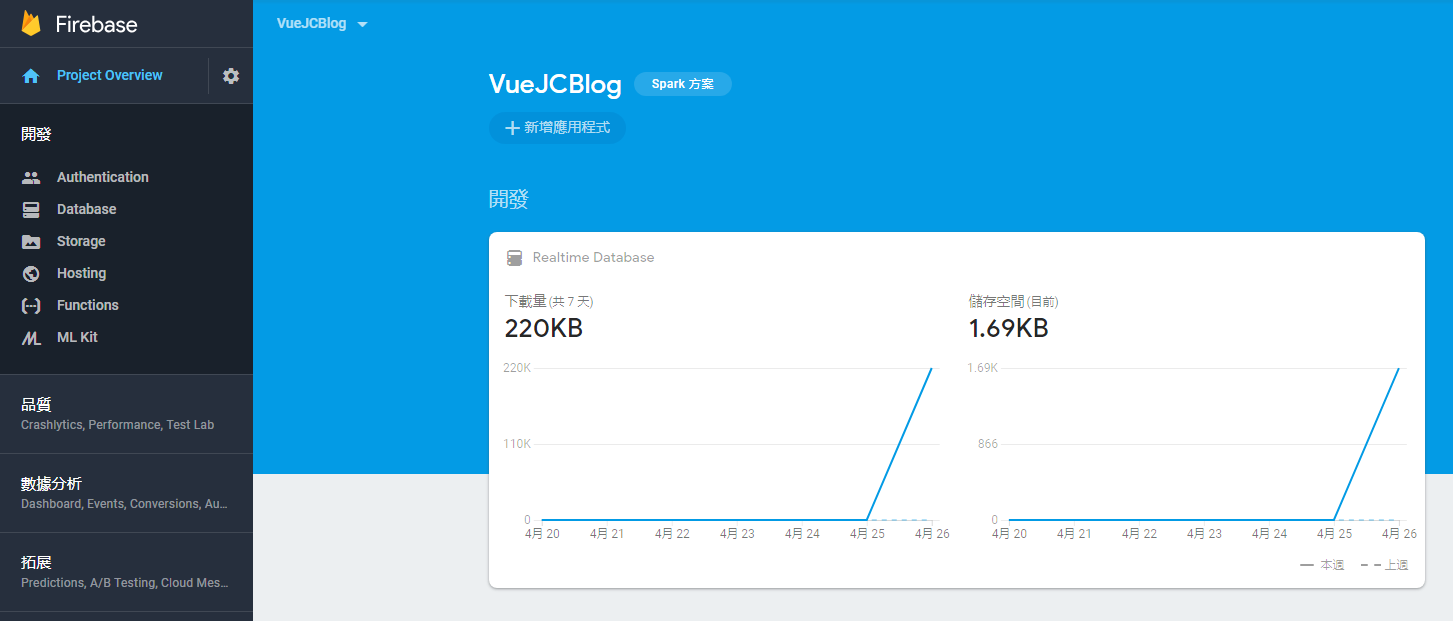 Firebase
Project Overview
開發
Authentication
Database
Storage
Hosting
Functions
ML Kit
品質
Crashlytics, Performance, Test Lab
數據分析
Dashboard, Events, Conversions, Au...
拓展
Predictions, A/B Testing, Cloud Mes...
VueJCBlog
VueJCBlog Spark 方案
新增應用程式
開發
Realtime Database
下載量(共 7 天)
220KB
220K
110K
0
4月 20 4月 21 4月 22 4月 23 4月 24 4月 25 4月 26
儲存空間(目前)
1.69KB
1.69K
866
0
4月 20 4月 21 4月 22 4月 23 4月 24 4月 25 4月 26
本週 上週